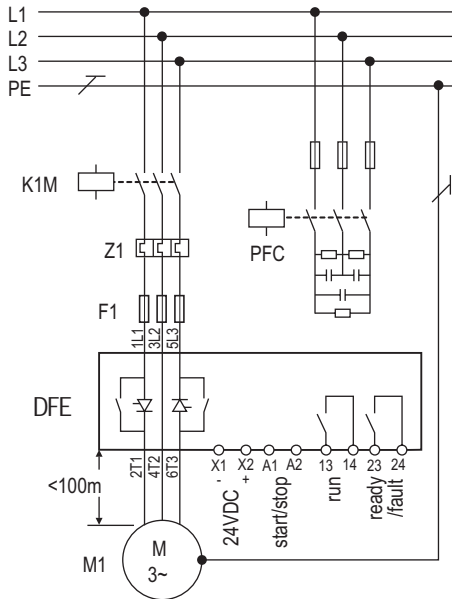 L1
L2
L3
PE
K1M
Z1
PFC
F1
1L1
3L2
5L3
DFE
2T1
4T2
6T3
X1
X2
A1
A2
13
14
23
24
-
+
24VDC
start/stop
run
ready
/fault
<100m
M1
M
3~